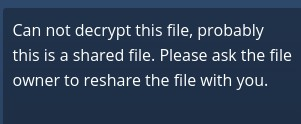 Can not decrypt this file, probably
this is a shared file. Please ask the file
owner to reshare the file with you.